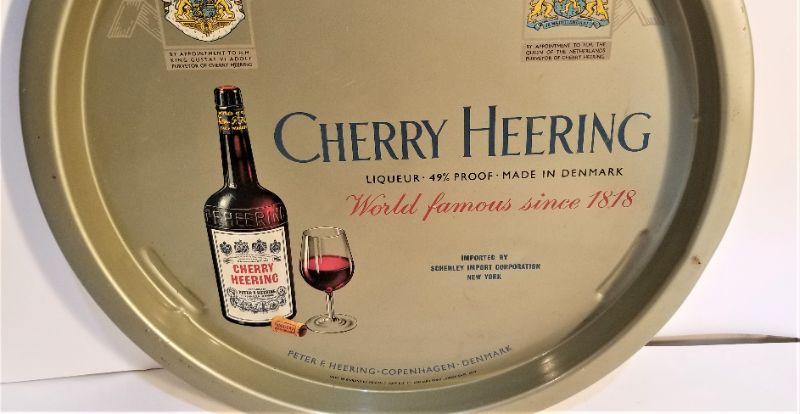 BY APPOINTMENT TO H.M.
KING GUSTAF VI ADOLF
PURVEYOR OF CHERRY HEERING
BY APPOINTMENT TO H.M. THE
QUEEN OF THE NETHERLANDS
PURVEYOR OF CHERRY HEERING
CHERRY HEERING
LIQUEUR · 49% PROOF · MADE IN DENMARK
World famous since 1818
P.F. HEERING
CHERRY
HEERING
PETER F. HEERING
IMPORTED BY
SCHENLEY IMPORT CORPORATION
NEW YORK
PETER F. HEERING · COPENHAGEN · DENMARK